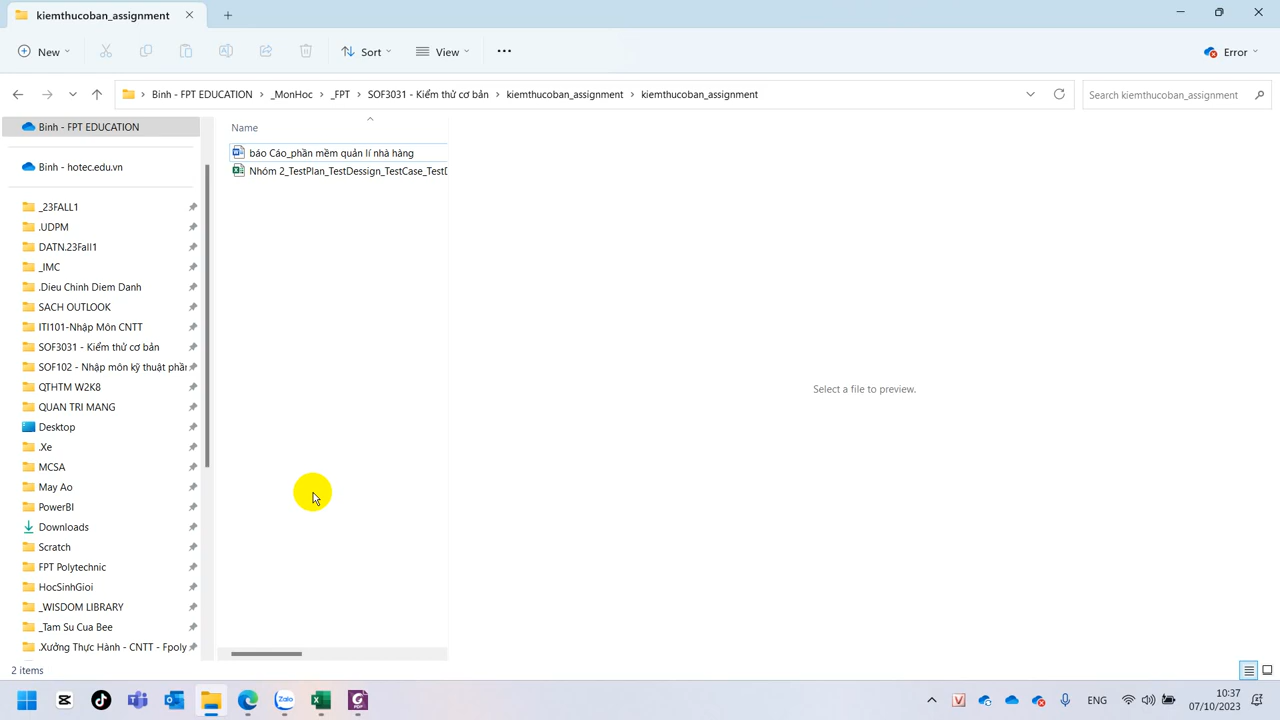 kiemthucoban_assignment
New
Sort
View
Error
Binh - FPT EDUCATION > _MonHoc > _FPT > SOF3031 - Kiểm thử cơ bản > kiemthucoban_assignment > kiemthucoban_assignment
Search kiemthucoban_assignment
Binh - FPT EDUCATION
Binh - hotec.edu.vn
_23FALL1
.UDPM
DATN.23Fall1
_IMC
.Dieu Chinh Diem Danh
SACH OUTLOOK
ITI101-Nhập Môn CNTT
SOF3031 - Kiểm thử cơ bản
SOF102 - Nhập môn kỹ thuật phần
QTHTM W2K8
QUAN TRI MANG
Desktop
.Xe
MCSA
May Ao
PowerBI
Downloads
Scratch
FPT Polytechnic
HocSinhGioi
_WISDOM LIBRARY
_Tam Su Cua Bee
.Xưởng Thực Hành - CNTT - Fpoly
Name
báo Cáo_phần mềm quản lí nhà hàng
Nhóm 2_TestPlan_TestDessign_TestCase_TestD
Select a file to preview.
2 items
ENG
10:37
07/10/2023